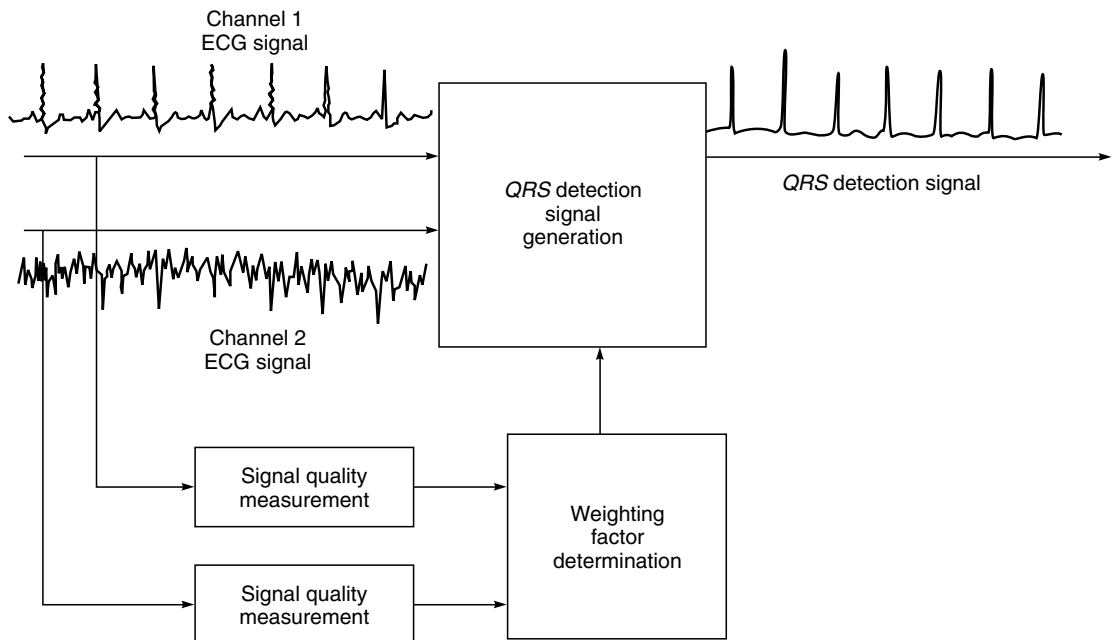 Channel 1
ECG signal
QRS detection
signal
generation
QRS detection signal
Channel 2
ECG signal
Signal quality
measurement
Weighting
factor
determination
Signal quality
measurement